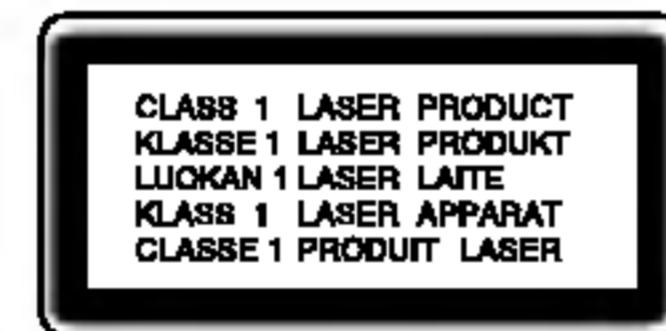 CLASS 1 LASER PRODUCT
KLASSE 1 LASER PRODUKT
LUOKAN 1 LASER LAITE
KLASS 1 LASER APPARAT
CLASSE 1 PRODUIT LASER